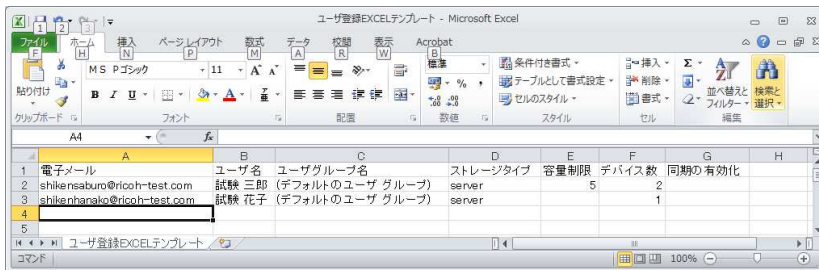 ユーザ登録EXCELテンプレート - Microsoft Excel
1 2 3
ファイル ホーム 挿入 ページ レイアウト 数式 データ 校閲 表示 Acrobat
F H N P M A R W B
貼り付け
MS Pゴシック 11 A A
B I U A
標準
% ,
条件付き書式
テーブルとして書式設定
セルのスタイル
挿入
削除
書式
Σ
並べ替えと フィルター
検索と 選択
クリップボード フォント 配置 数値 スタイル セル 編集
A4 fx
A B C D E F G H
1 電子メール ユーザ名 ユーザグループ名 ストレージタイプ 容量制限 デバイス数 同期の有効化
2 shikensaburo@ricoh-test.com 試験 三郎 (デフォルトのユーザ グループ) server 5 2
3 shikenhanako@ricoh-test.com 試験 花子 (デフォルトのユーザ グループ) server 1
4
5
ユーザ登録EXCELテンプレート
コマンド 100%